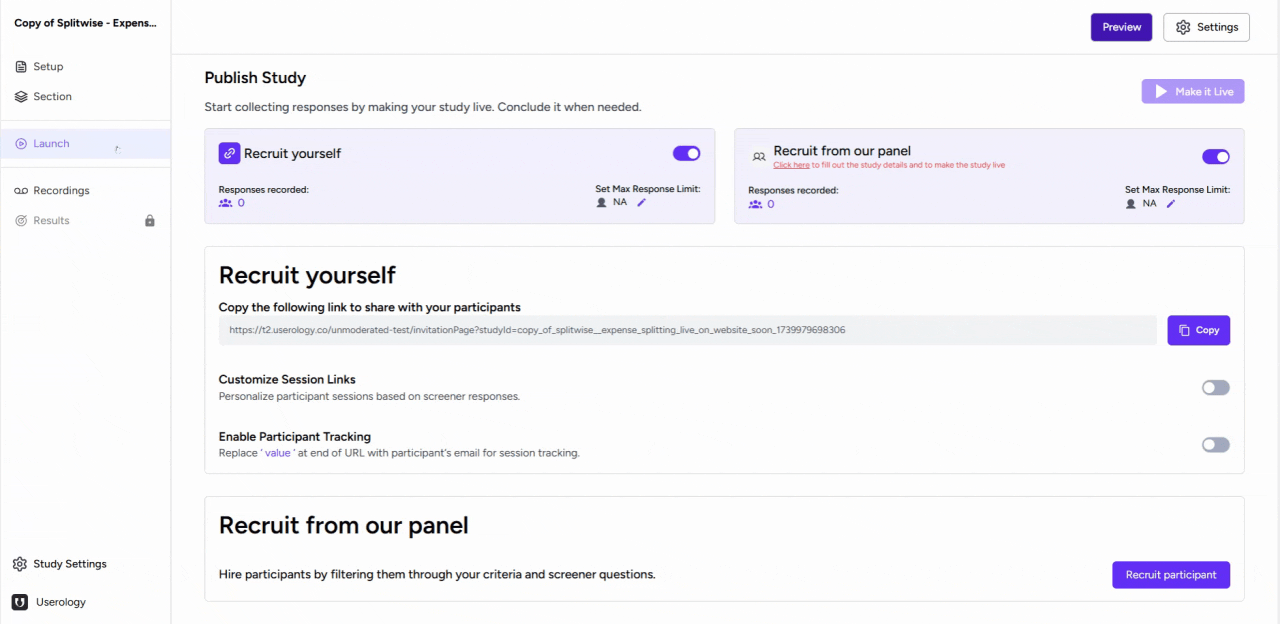 Copy of Splitwise - Expens...
Setup
Section
Launch
Recordings
Results
Study Settings
Userology
Preview
Settings
Publish Study
Start collecting responses by making your study live. Conclude it when needed.
Make it Live
Recruit yourself
Responses recorded:
0
Set Max Response Limit:
NA
Recruit from our panel
Click here to fill out the study details and to make the study live
Responses recorded:
0
Set Max Response Limit:
NA
Recruit yourself
Copy the following link to share with your participants
https://t2.userology.co/unmoderated-test/invitationPage?studyId=copy_of_splitwise__expense_splitting_live_on_website_soon_1739979698306
Copy
Customize Session Links
Personalize participant sessions based on screener responses.
Enable Participant Tracking
Replace ' value ' at end of URL with participant's email for session tracking.
Recruit from our panel
Hire participants by filtering them through your criteria and screener questions.
Recruit participant